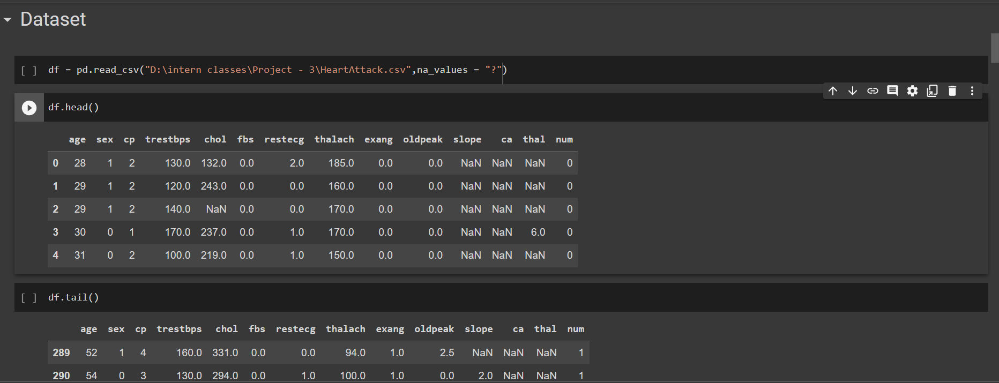 Dataset
[ ] df = pd.read_csv("D:\intern classes\Project - 3\HeartAttack.csv",na_values = "?")
df.head()
age sex cp trestbps chol fbs restecg thalach exang oldpeak slope ca thal num
0 28 1 2 130.0 132.0 0.0 2.0 185.0 0.0 0.0 NaN NaN NaN 0
1 29 1 2 120.0 243.0 0.0 0.0 160.0 0.0 0.0 NaN NaN NaN 0
2 29 1 2 140.0 NaN 0.0 0.0 170.0 0.0 0.0 NaN NaN NaN 0
3 30 0 1 170.0 237.0 0.0 1.0 170.0 0.0 0.0 NaN NaN 6.0 0
4 31 0 2 100.0 219.0 0.0 1.0 150.0 0.0 0.0 NaN NaN NaN 0
[ ] df.tail()
age sex cp trestbps chol fbs restecg thalach exang oldpeak slope ca thal num
289 52 1 4 160.0 331.0 0.0 0.0 94.0 1.0 2.5 NaN NaN NaN 1
290 54 0 3 130.0 294.0 0.0 1.0 100.0 1.0 0.0 2.0 NaN NaN 1